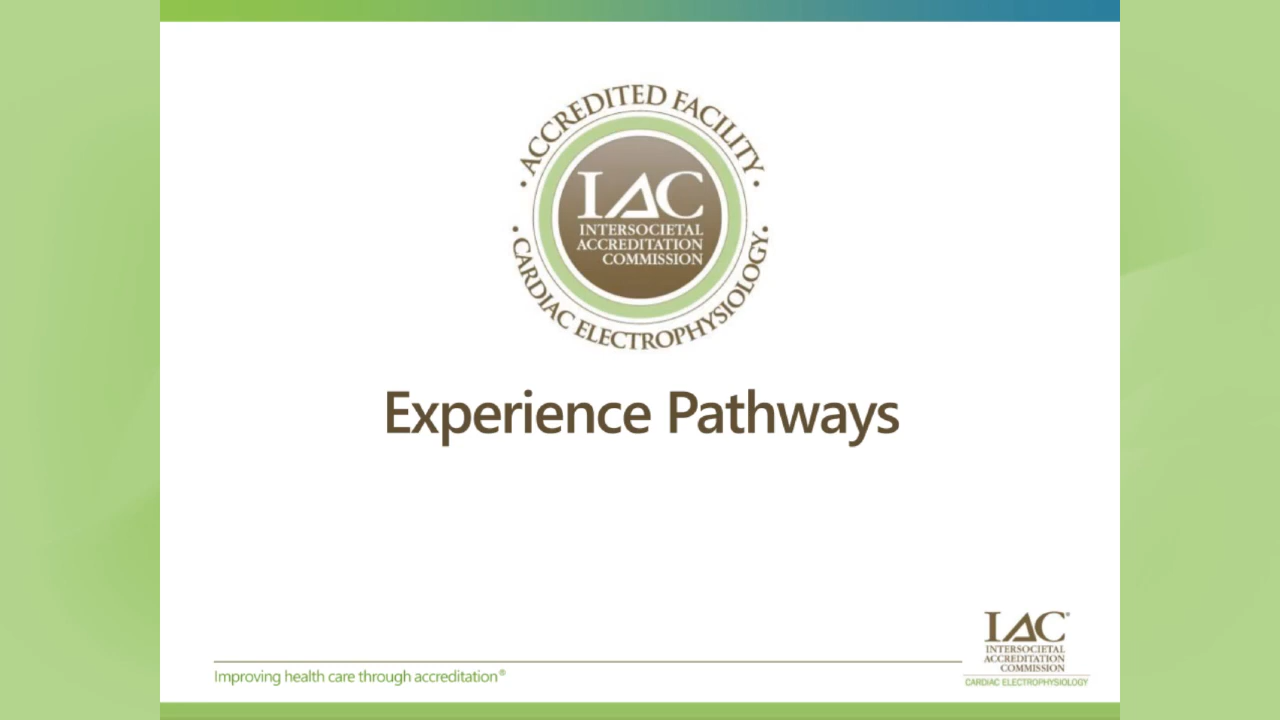 · ACCREDITED FACILITY ·
IAC
INTERSOCIETAL
ACCREDITATION
COMMISSION
· CARDIAC ELECTROPHYSIOLOGY ·
Experience Pathways
Improving health care through accreditation®
IAC®
INTERSOCIETAL
ACCREDITATION
COMMISSION
CARDIAC ELECTROPHYSIOLOGY